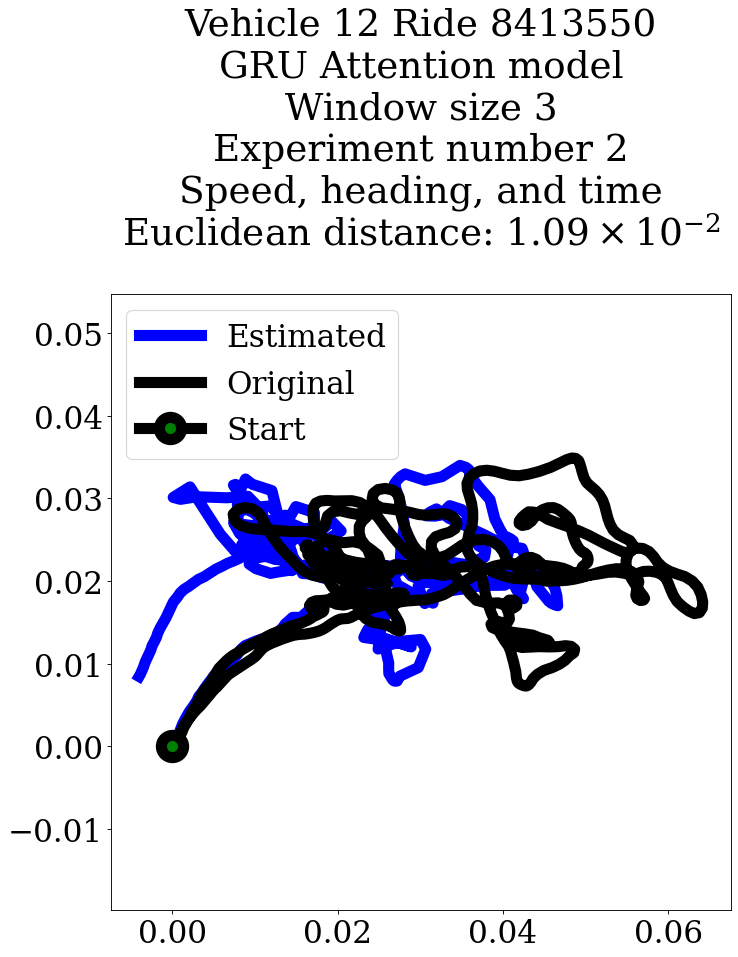 Vehicle 12 Ride 8413550
GRU Attention model
Window size 3
Experiment number 2
Speed, heading, and time
Euclidean distance: 1.09 × 10⁻²
Estimated
Original
Start
0.05
0.04
0.03
0.02
0.01
0.00
−0.01
0.00 0.02 0.04 0.06